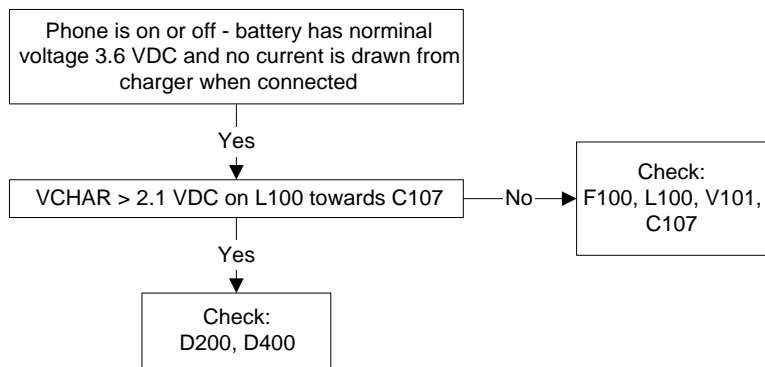 Phone is on or off - battery has norminal
voltage 3.6 VDC and no current is drawn from
charger when connected
Yes
VCHAR > 2.1 VDC on L100 towards C107
No
Check:
F100, L100, V101,
C107
Yes
Check:
D200, D400